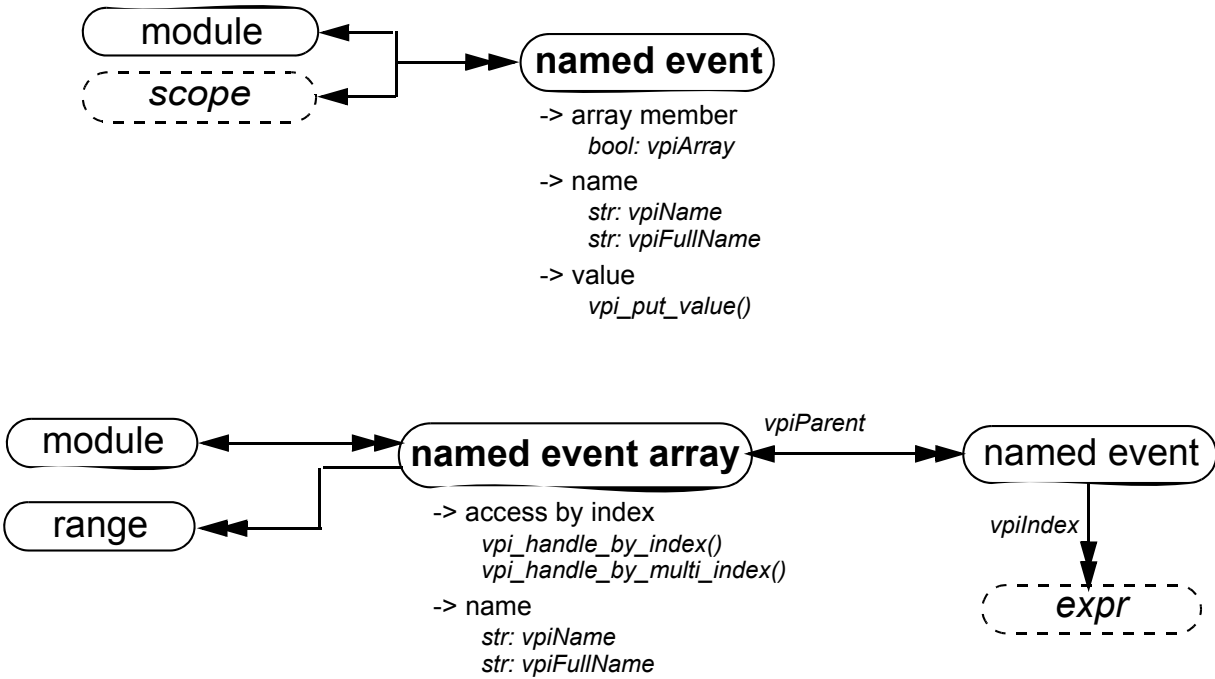 module
scope
named event
-> array member
bool: vpiArray
-> name
str: vpiName
str: vpiFullName
-> value
vpi_put_value()
module
range
named event array
-> access by index
vpi_handle_by_index()
vpi_handle_by_multi_index()
-> name
str: vpiName
str: vpiFullName
vpiParent
named event
vpiIndex
expr